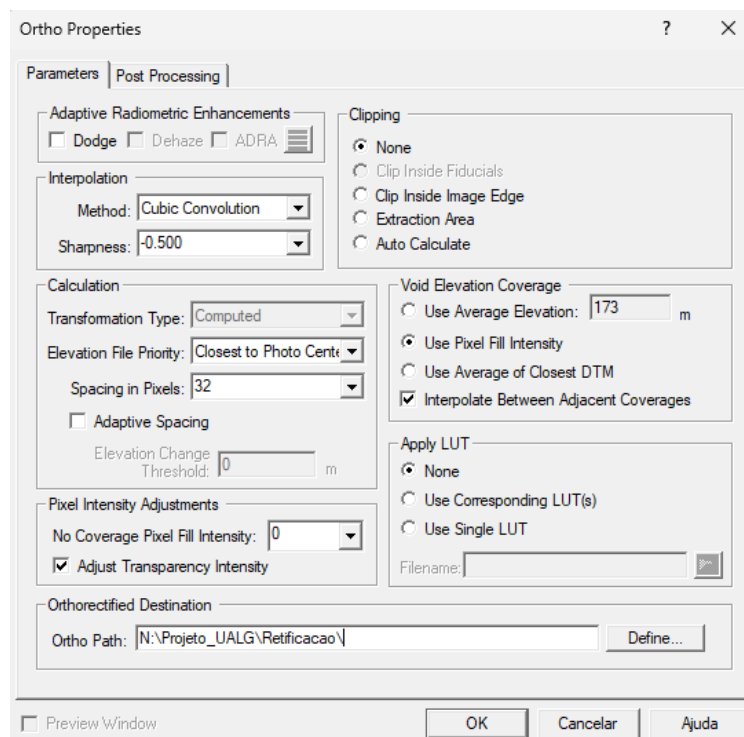 Ortho Properties
?
Parameters
Post Processing
Adaptive Radiometric Enhancements
Dodge
Dehaze
ADRA
Interpolation
Method: Cubic Convolution
Sharpness: -0.500
Clipping
None
Clip Inside Fiducials
Clip Inside Image Edge
Extraction Area
Auto Calculate
Calculation
Transformation Type: Computed
Elevation File Priority: Closest to Photo Cente
Spacing in Pixels: 32
Adaptive Spacing
Elevation Change
Threshold: 0 m
Void Elevation Coverage
Use Average Elevation: 173 m
Use Pixel Fill Intensity
Use Average of Closest DTM
Interpolate Between Adjacent Coverages
Pixel Intensity Adjustments
No Coverage Pixel Fill Intensity: 0
Adjust Transparency Intensity
Apply LUT
None
Use Corresponding LUT(s)
Use Single LUT
Filename:
Orthorectified Destination
Ortho Path: N:\Projeto_UALG\Retificacao\
Define...
Preview Window
OK
Cancelar
Ajuda